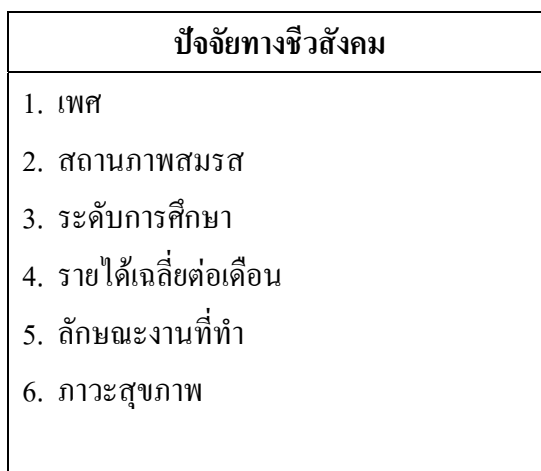 ปัจจัยทางชีวสังคม
1. เพศ
2. สถานภาพสมรส
3. ระดับการศึกษา
4. รายได้เฉลี่ยต่อเดือน
5. ลักษณะงานที่ทำ
6. ภาวะสุขภาพ